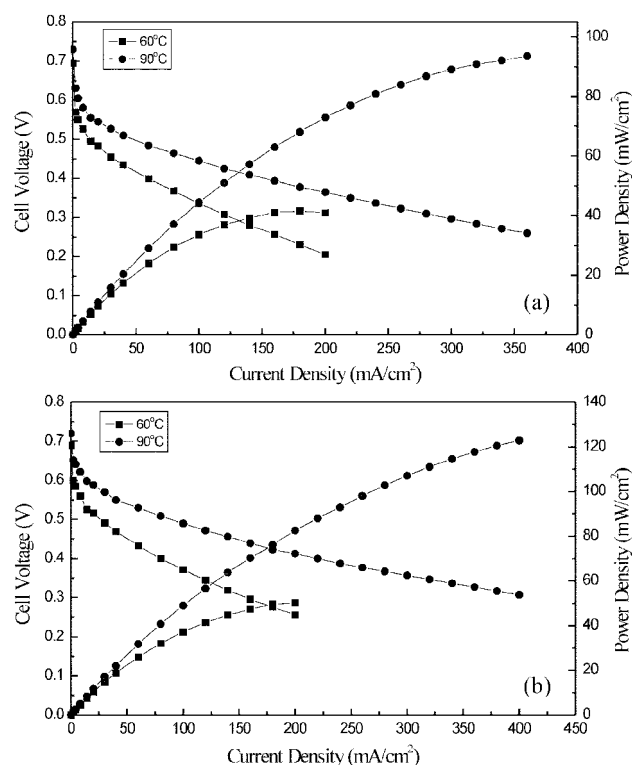 0.8
0.7
0.6
0.5
0.4
0.3
0.2
0.1
0.0
Cell Voltage (V)
60°C
90°C
100
80
60
40
20
0
Power Density (mW/cm²)
(a)
0 50 100 150 200 250 300 350 400
Current Density (mA/cm²)
0.8
0.7
0.6
0.5
0.4
0.3
0.2
0.1
0.0
Cell Voltage (V)
60°C
90°C
140
120
100
80
60
40
20
0
Power Density (mW/cm²)
(b)
0 50 100 150 200 250 300 350 400 450
Current Density (mA/cm²)